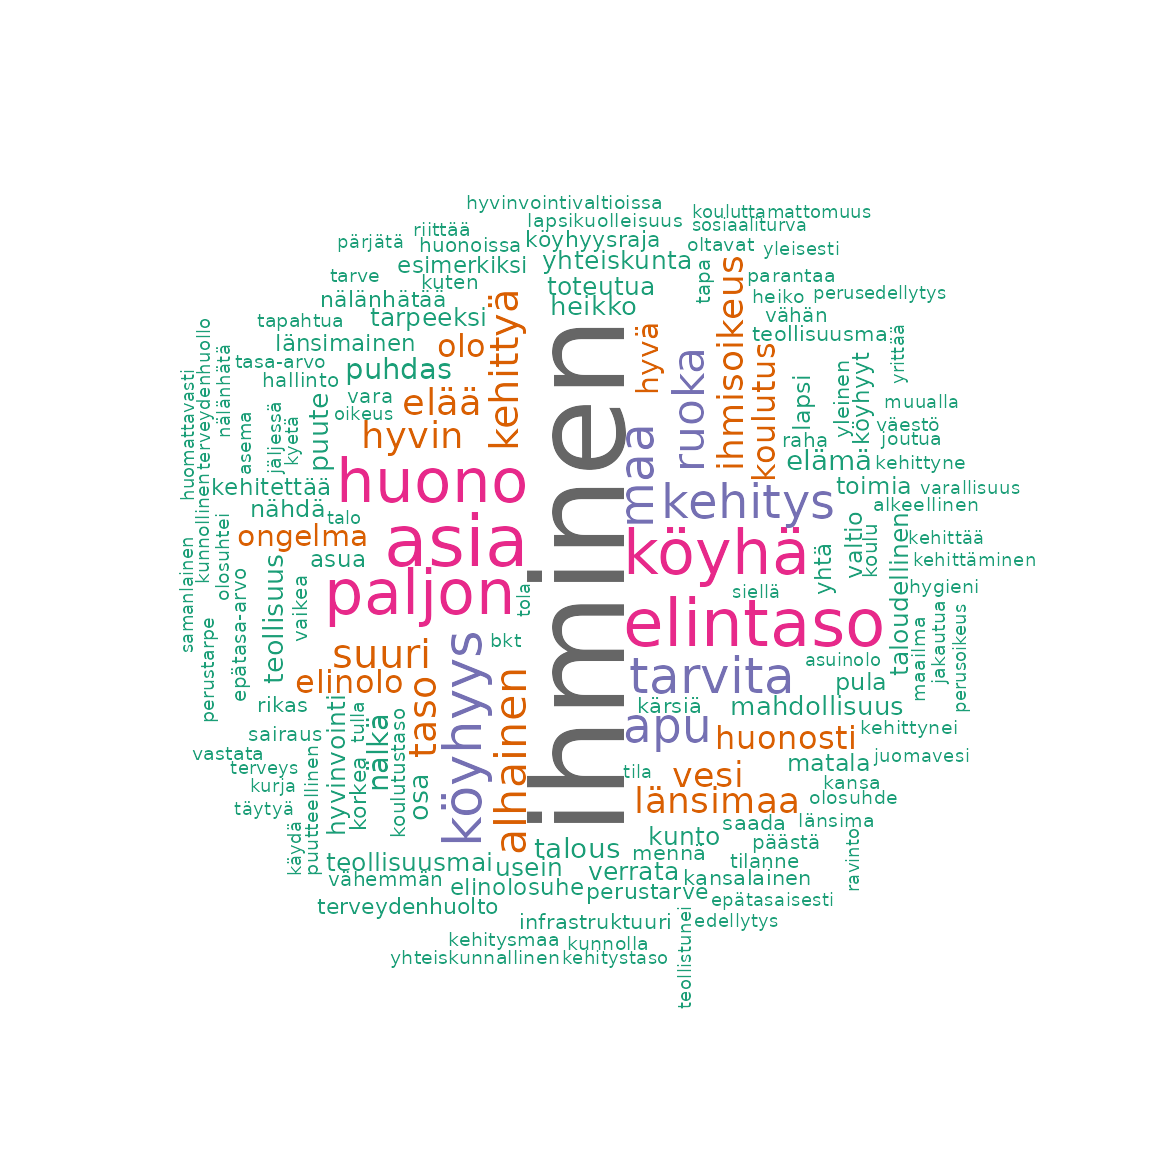 hyvinvointivaltioissa
kouluttamattomuus
lapsikuolleisuus
sosiaaliturva
riittää
pärjätä
huonoissa
köyhyysraja
oltavat
yleisesti
esimerkiksi
yhteiskunta
tapa
tarve
kuten
toteutua
parantaa
nälänhätää
heikko
heiko
perusedellytys
kehittyä
ihmisoikeus
tapahtua
tarpeeksi
vähän
länsimainen
olo
hyvä
teollisuusma
yrittää
tasa-arvo
puhdas
ruoka
koulutus
hallinto
vara
elää
lapsi
yleinen
köyhyyt
muualla
oikeus
hyvin
maa
raha
väestö
joutua
huomattavasti
terveydenhuollo
nälänhätä
asema
jäljessä
kyetä
puute
elämä
kehittyne
kehitettää
huono
kehitys
toimia
varallisuus
nähdä
talo
alkeellinen
kunnollinen
ongelma
asia
köyhä
valtio
koulu
taloudellinen
kehittää
asua
yhtä
kehittäminen
samanlainen
olosuhtei
epätasa-arvo
teollisuus
vaikea
paljon
tola
ihminen
siellä
hygieni
elintaso
bkt
perustarpe
suuri
köyhyys
maailma
jakautua
perusoikeus
elinolo
taso
alhainen
tarvita
asuinolo
pula
rikas
hyvinvointi
tulla
nälkä
koulutustaso
kärsiä
mahdollisuus
sairaus
apu
huonosti
kehittynei
vastata
terveys
korkea
osa
tila
vesi
matala
juomavesi
kurja
puutteellinen
kansa
täytyä
länsimaa
olosuhde
käydä
saada
länsima
kunto
talous
mennä
päästä
ravinto
teollisuusmai
usein
verrata
tilanne
vähemmän
elinolosuhe
perustarve
kansalainen
terveydenhuolto
epätasaisesti
infrastruktuuri
edellytys
kehitysmaa
kunnolla
teollistunei
yhteiskunnallinen
kehitystaso